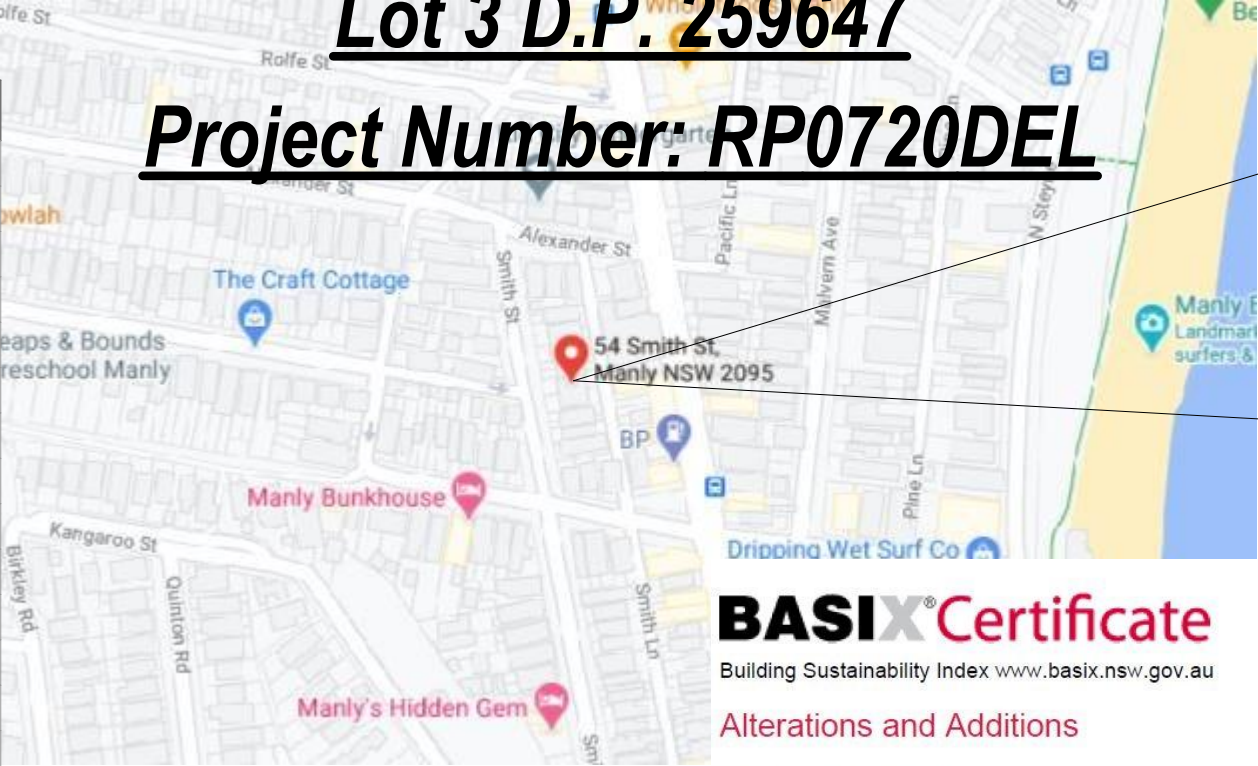 Lot 3 D.P. 259647
Rolfe St
Project Number: RP0720DEL
Alexander St
Pacific Ln
N Steyne
Malvern Ave
Smith St
The Craft Cottage
54 Smith St,
Manly NSW 2095
Manly
Landmar
surfers &
eaps & Bounds
reschool Manly
BP
Manly Bunkhouse
Pine Ln
Kangaroo St
Dripping Wet Surf Co
Birkley Rd
Quinton Rd
Smith Ln
BASIX® Certificate
Building Sustainability Index www.basix.nsw.gov.au
Manly's Hidden Gem
Alterations and Additions